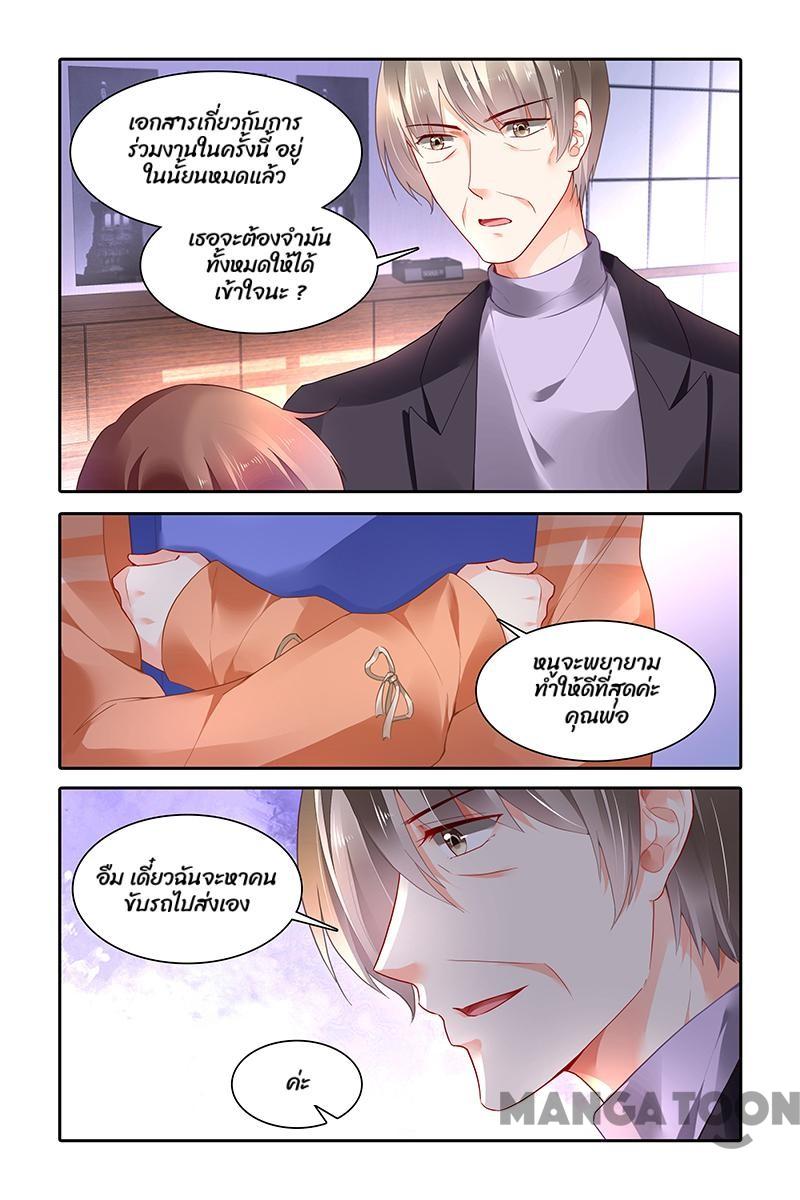 เอกสารเกี่ยวกับการ
ร่วมงานในครั้งนี้ อยู่
ในนั้ยนหมดแล้ว
เธอจะต้องจำมัน
ทั้งหมดให้ได้
เข้าใจนะ ?
หนูจะพยายาม
ทำให้ดีที่สุดค่ะ
คุณพ่อ
อืม เดี๋ยวฉันจะหาคน
ขับรถไปส่งเอง
ค่ะ
MANGATOON